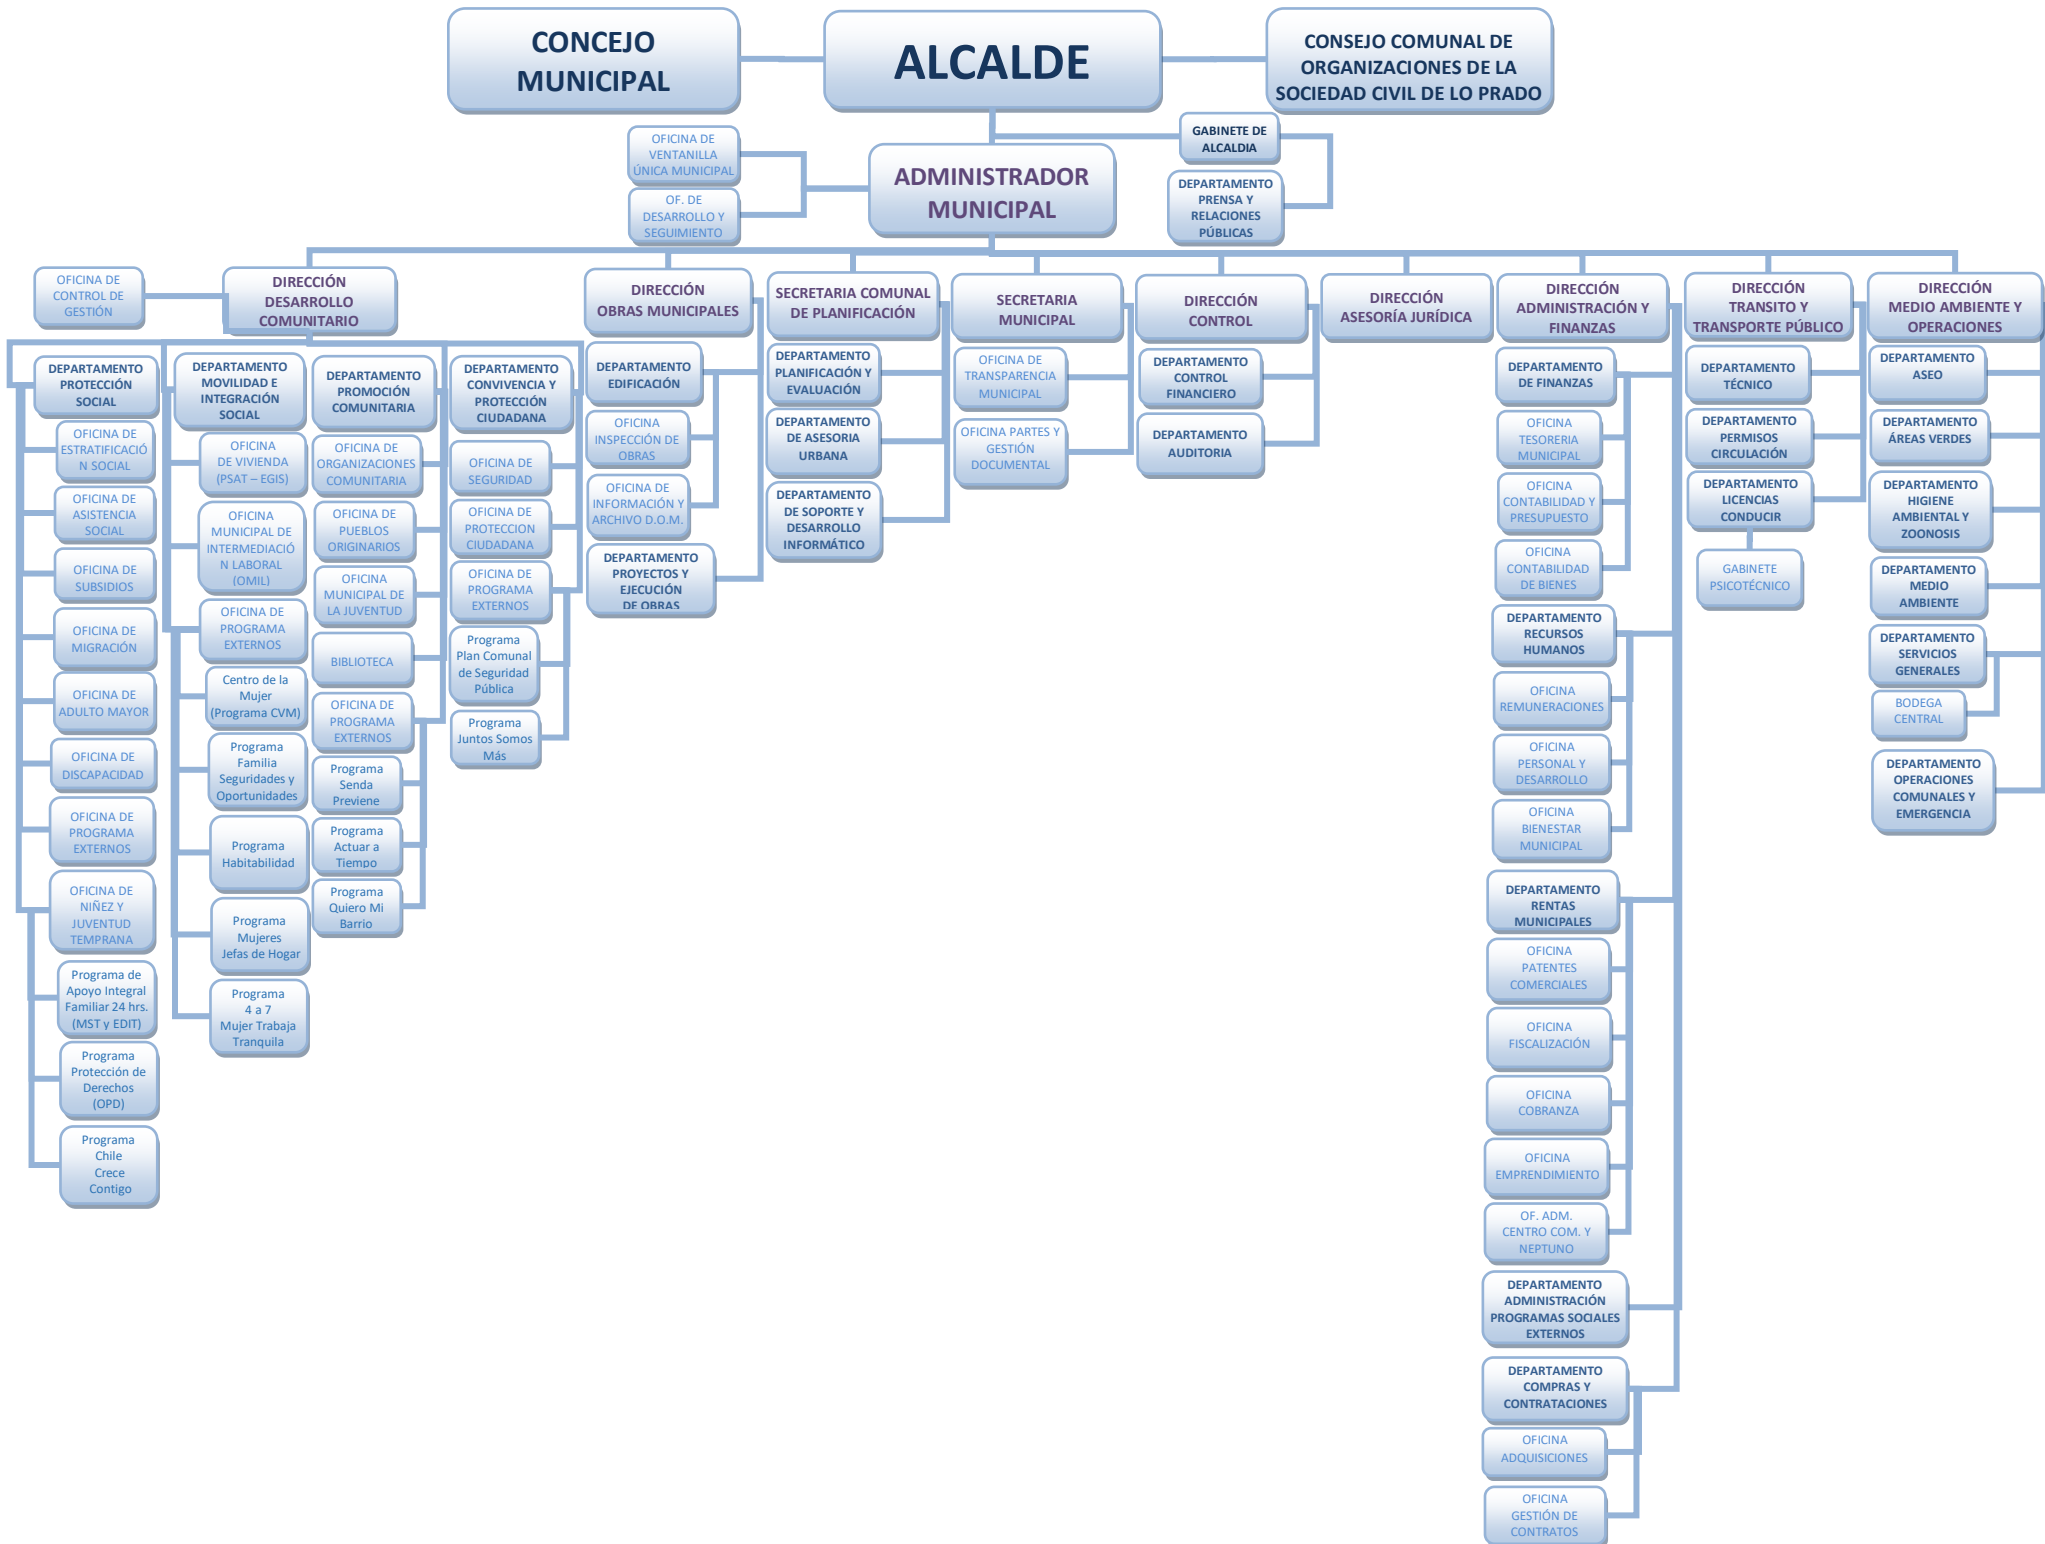 CONCEJO
MUNICIPAL
ALCALDE
CONSEJO COMUNAL DE
ORGANIZACIONES DE LA
SOCIEDAD CIVIL DE LO PRADO
OFICINA DE
VENTANILLA
ÚNICA MUNICIPAL
OF. DE
DESARROLLO Y
SEGUIMIENTO
ADMINISTRADOR
MUNICIPAL
GABINETE DE
ALCALDIA
DEPARTAMENTO
PRENSA Y
RELACIONES
PÚBLICAS
OFICINA DE
CONTROL DE
GESTIÓN
DIRECCIÓN
DESARROLLO
COMUNITARIO
DEPARTAMENTO
PROTECCIÓN
SOCIAL
OFICINA DE
ESTRATIFICACIÓ
N SOCIAL
OFICINA DE
ASISTENCIA
SOCIAL
OFICINA DE
SUBSIDIOS
OFICINA DE
MIGRACIÓN
OFICINA DE
ADULTO MAYOR
OFICINA DE
DISCAPACIDAD
OFICINA DE
PROGRAMA
EXTERNOS
OFICINA DE
NIÑEZ Y
JUVENTUD
TEMPRANA
Programa de
Apoyo Integral
Familiar 24 hrs.
(MST y EDIT)
Programa
Protección de
Derechos
(OPD)
Programa
Chile
Crece
Contigo
DEPARTAMENTO
MOVILIDAD E
INTEGRACIÓN
SOCIAL
OFICINA
DE VIVIENDA
(PSAT – EGIS)
OFICINA
MUNICIPAL DE
INTERMEDIACIÓ
N LABORAL
(OMIL)
OFICINA DE
PROGRAMA
EXTERNOS
Centro de la
Mujer
(Programa CVM)
Programa
Familia
Seguridades y
Oportunidades
Programa
Habitabilidad
Programa
Mujeres
Jefas de Hogar
Programa
4 a 7
Mujer Trabaja
Tranquila
DEPARTAMENTO
PROMOCIÓN
COMUNITARIA
OFICINA DE
ORGANIZACIONES
COMUNITARIA
OFICINA DE
PUEBLOS
ORIGINARIOS
OFICINA
MUNICIPAL DE
LA JUVENTUD
BIBLIOTECA
OFICINA DE
PROGRAMA
EXTERNOS
Programa
Senda
Previene
Programa
Actuar a
Tiempo
Programa
Quiero Mi
Barrio
DEPARTAMENTO
CONVIVENCIA Y
PROTECCIÓN
CIUDADANA
OFICINA DE
SEGURIDAD
OFICINA DE
PROTECCION
CIUDADANA
OFICINA DE
PROGRAMA
EXTERNOS
Programa
Plan Comunal
de Seguridad
Pública
Programa
Juntos Somos
Más
DIRECCIÓN
OBRAS MUNICIPALES
DEPARTAMENTO
EDIFICACIÓN
OFICINA
INSPECCIÓN DE
OBRAS
OFICINA DE
INFORMACIÓN Y
ARCHIVO D.O.M.
DEPARTAMENTO
PROYECTOS Y
EJECUCIÓN
DE OBRAS
SECRETARIA COMUNAL
DE PLANIFICACIÓN
DEPARTAMENTO
PLANIFICACIÓN Y
EVALUACIÓN
DEPARTAMENTO
DE ASESORIA
URBANA
DEPARTAMENTO
DE SOPORTE Y
DESARROLLO
INFORMÁTICO
SECRETARIA
MUNICIPAL
OFICINA DE
TRANSPARENCIA
MUNICIPAL
OFICINA PARTES Y
GESTIÓN
DOCUMENTAL
DIRECCIÓN
CONTROL
DEPARTAMENTO
CONTROL
FINANCIERO
DEPARTAMENTO
AUDITORIA
DIRECCIÓN
ASESORÍA JURÍDICA
DIRECCIÓN
ADMINISTRACIÓN Y
FINANZAS
DEPARTAMENTO
DE FINANZAS
OFICINA
TESORERIA
MUNICIPAL
OFICINA
CONTABILIDAD Y
PRESUPUESTO
OFICINA
CONTABILIDAD
DE BIENES
DEPARTAMENTO
RECURSOS
HUMANOS
OFICINA
REMUNERACIONES
OFICINA
PERSONAL Y
DESARROLLO
OFICINA
BIENESTAR
MUNICIPAL
DEPARTAMENTO
RENTAS
MUNICIPALES
OFICINA
PATENTES
COMERCIALES
OFICINA
FISCALIZACIÓN
OFICINA
COBRANZA
OFICINA
EMPRENDIMIENTO
OF. ADM.
CENTRO COM. Y
NEPTUNO
DEPARTAMENTO
ADMINISTRACIÓN
PROGRAMAS SOCIALES
EXTERNOS
DEPARTAMENTO
COMPRAS Y
CONTRATACIONES
OFICINA
ADQUISICIONES
OFICINA
GESTIÓN DE
CONTRATOS
DIRECCIÓN
TRANSITO Y
TRANSPORTE PÚBLICO
DEPARTAMENTO
TÉCNICO
DEPARTAMENTO
PERMISOS
CIRCULACIÓN
DEPARTAMENTO
LICENCIAS
CONDUCIR
GABINETE
PSICOTÉCNICO
DIRECCIÓN
MEDIO AMBIENTE Y
OPERACIONES
DEPARTAMENTO
ASEO
DEPARTAMENTO
ÁREAS VERDES
DEPARTAMENTO
HIGIENE
AMBIENTAL Y
ZOONOSIS
DEPARTAMENTO
MEDIO
AMBIENTE
DEPARTAMENTO
SERVICIOS
GENERALES
BODEGA
CENTRAL
DEPARTAMENTO
OPERACIONES
COMUNALES Y
EMERGENCIA